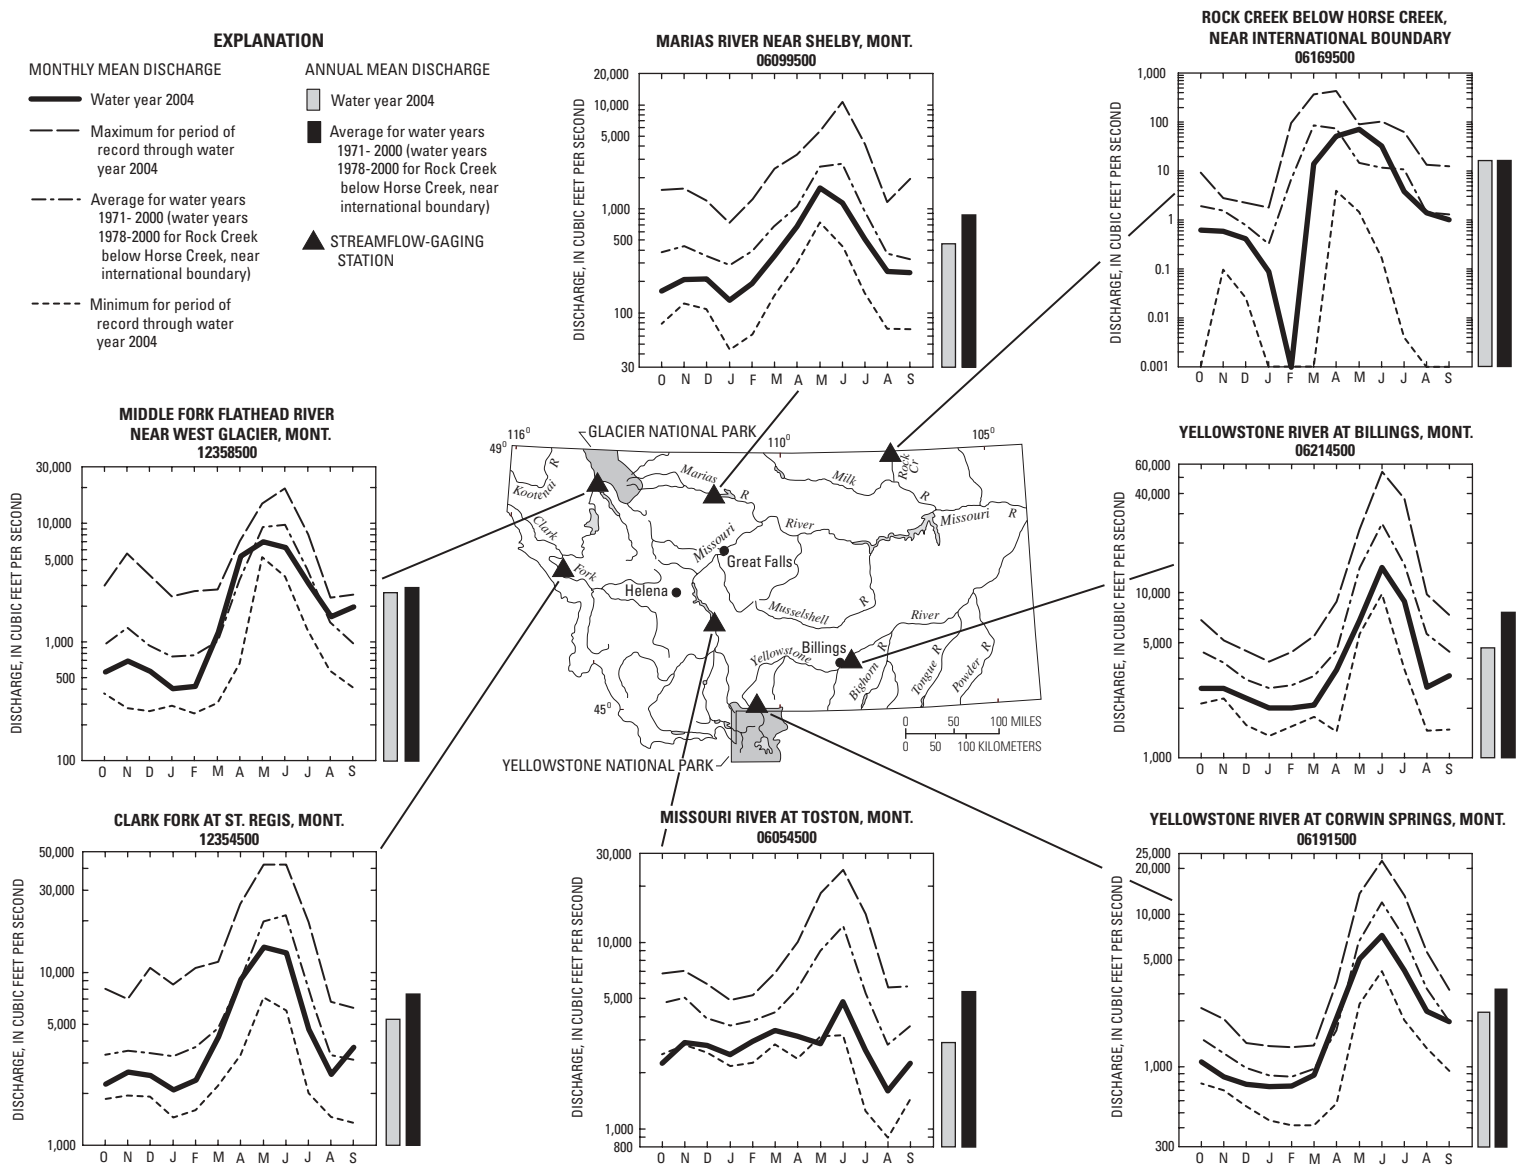 EXPLANATION
MONTHLY MEAN DISCHARGE
Water year 2004
Maximum for period of
record through water
year 2004
Average for water years
1971- 2000 (water years
1978-2000 for Rock Creek
below Horse Creek, near
international boundary)
Minimum for period of
record through water
year 2004
ANNUAL MEAN DISCHARGE
Water year 2004
Average for water years
1971- 2000 (water years
1978-2000 for Rock Creek
below Horse Creek, near
international boundary)
STREAMFLOW-GAGING
STATION
MARIAS RIVER NEAR SHELBY, MONT.
06099500
DISCHARGE, IN CUBIC FEET PER SECOND
20,000
10,000
5,000
1,000
500
100
30
O N D J F M A M J J A S
ROCK CREEK BELOW HORSE CREEK,
NEAR INTERNATIONAL BOUNDARY
06169500
DISCHARGE, IN CUBIC FEET PER SECOND
1,000
100
10
1
0.1
0.01
0.001
O N D J F M A M J J A S
MIDDLE FORK FLATHEAD RIVER
NEAR WEST GLACIER, MONT.
12358500
DISCHARGE, IN CUBIC FEET PER SECOND
30,000
10,000
5,000
1,000
500
100
O N D J F M A M J J A S
116⁰
49⁰
GLACIER NATIONAL PARK
110⁰
105⁰
Kootenai
R
Marias
R
Milk
R
Rock
Cr
Clark
Fork
Missouri
River
Missouri
R
Great Falls
Helena
Musselshell
R
River
Billings
Yellowstone
Bighorn
R
Tongue
R
Powder
R
45⁰
0 50 100 MILES
0 50 100 KILOMETERS
YELLOWSTONE NATIONAL PARK
YELLOWSTONE RIVER AT BILLINGS, MONT.
06214500
DISCHARGE, IN CUBIC FEET PER SECOND
60,000
40,000
10,000
5,000
1,000
O N D J F M A M J J A S
CLARK FORK AT ST. REGIS, MONT.
12354500
DISCHARGE, IN CUBIC FEET PER SECOND
50,000
30,000
10,000
5,000
1,000
O N D J F M A M J J A S
MISSOURI RIVER AT TOSTON, MONT.
06054500
DISCHARGE, IN CUBIC FEET PER SECOND
30,000
10,000
5,000
1,000
800
O N D J F M A M J J A S
YELLOWSTONE RIVER AT CORWIN SPRINGS, MONT.
06191500
DISCHARGE, IN CUBIC FEET PER SECOND
25,000
10,000
5,000
1,000
300
O N D J F M A M J J A S